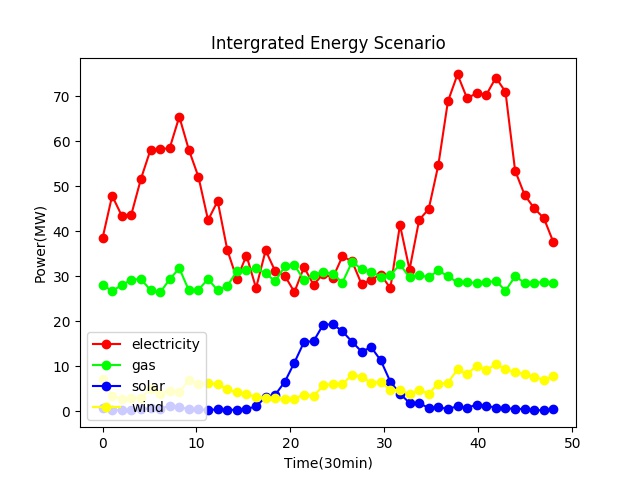 Intergrated Energy Scenario
Power(MW)
70
60
50
40
30
20
10
0
electricity
gas
solar
wind
0 10 20 30 40 50
Time(30min)